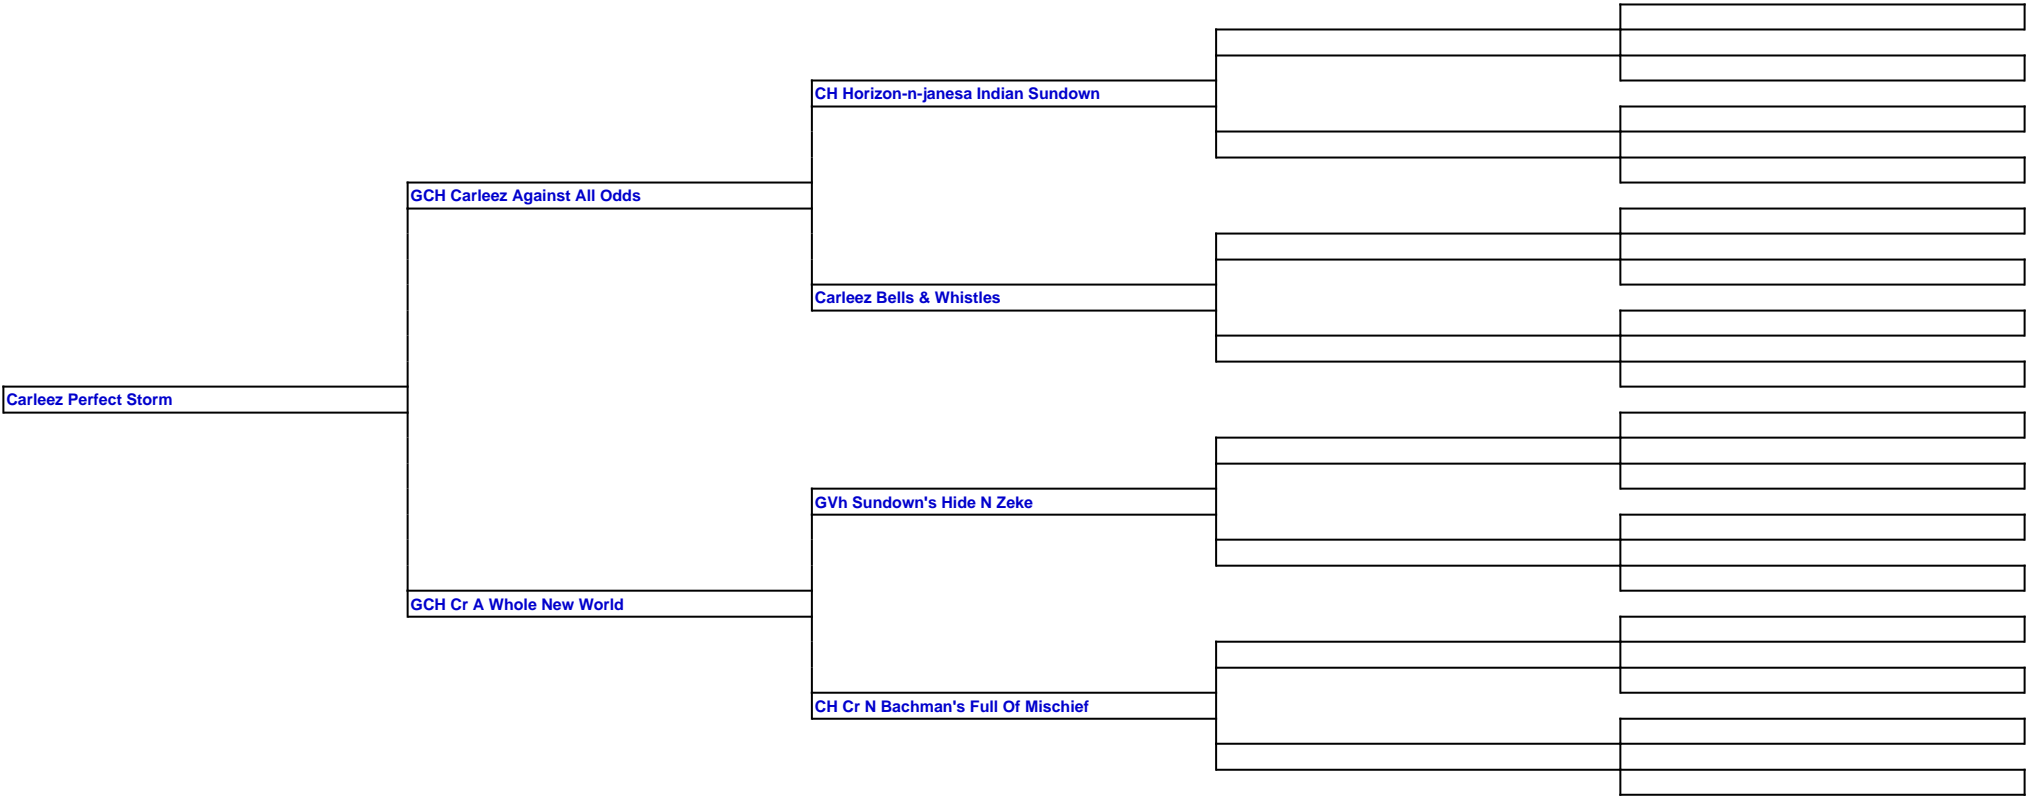 CH Horizon-n-janesa Indian Sundown
GCH Carleez Against All Odds
Carleez Bells & Whistles
Carleez Perfect Storm
GVh Sundown's Hide N Zeke
GCH Cr A Whole New World
CH Cr N Bachman's Full Of Mischief